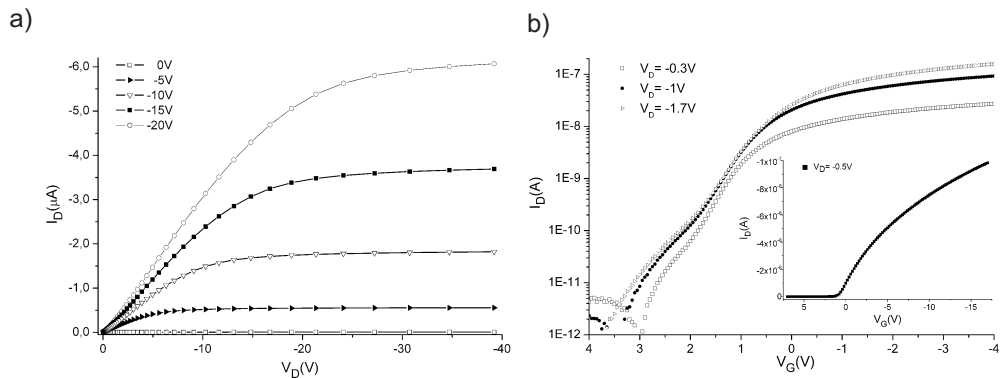 a)
-6.0
-5.0
-4.0
-3.0
-2.0
-1.0
0.0
I_D(μA)
0V
-5V
-10V
-15V
-20V
0
-10
-20
-30
-40
V_D(V)
b)
1E-7
1E-8
1E-9
1E-10
1E-11
1E-12
I_D(A)
V_D= -0.3V
V_D= -1V
V_D= -1.7V
4
3
2
1
0
-1
-2
-3
-4
V_G(V)
V_D= -0.5V
I_D(A)
0
5
0
-5
-10
-15
V_G(V)